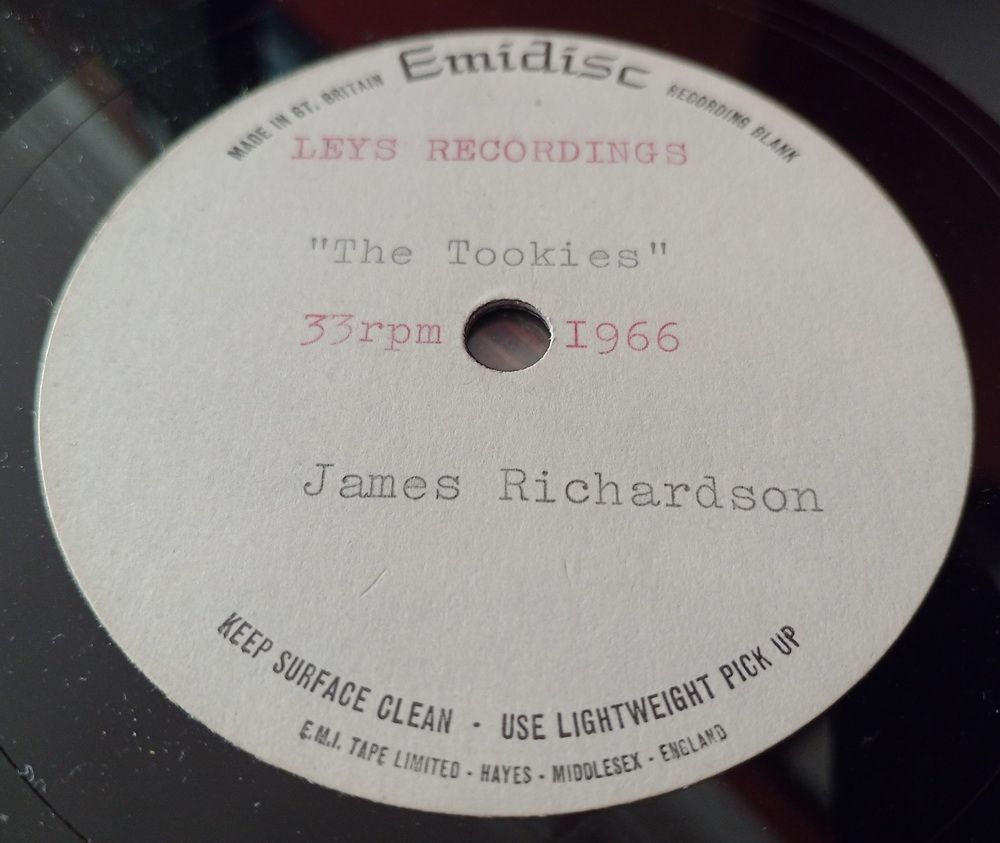 MADE IN GT. BRITAIN Emidisc RECORDING BLANK
LEYS RECORDINGS
"The Tookies"
33rpm I966
James Richardson
KEEP SURFACE CLEAN · USE LIGHTWEIGHT PICK UP
E.M.I. TAPE LIMITED · HAYES · MIDDLESEX · ENGLAND